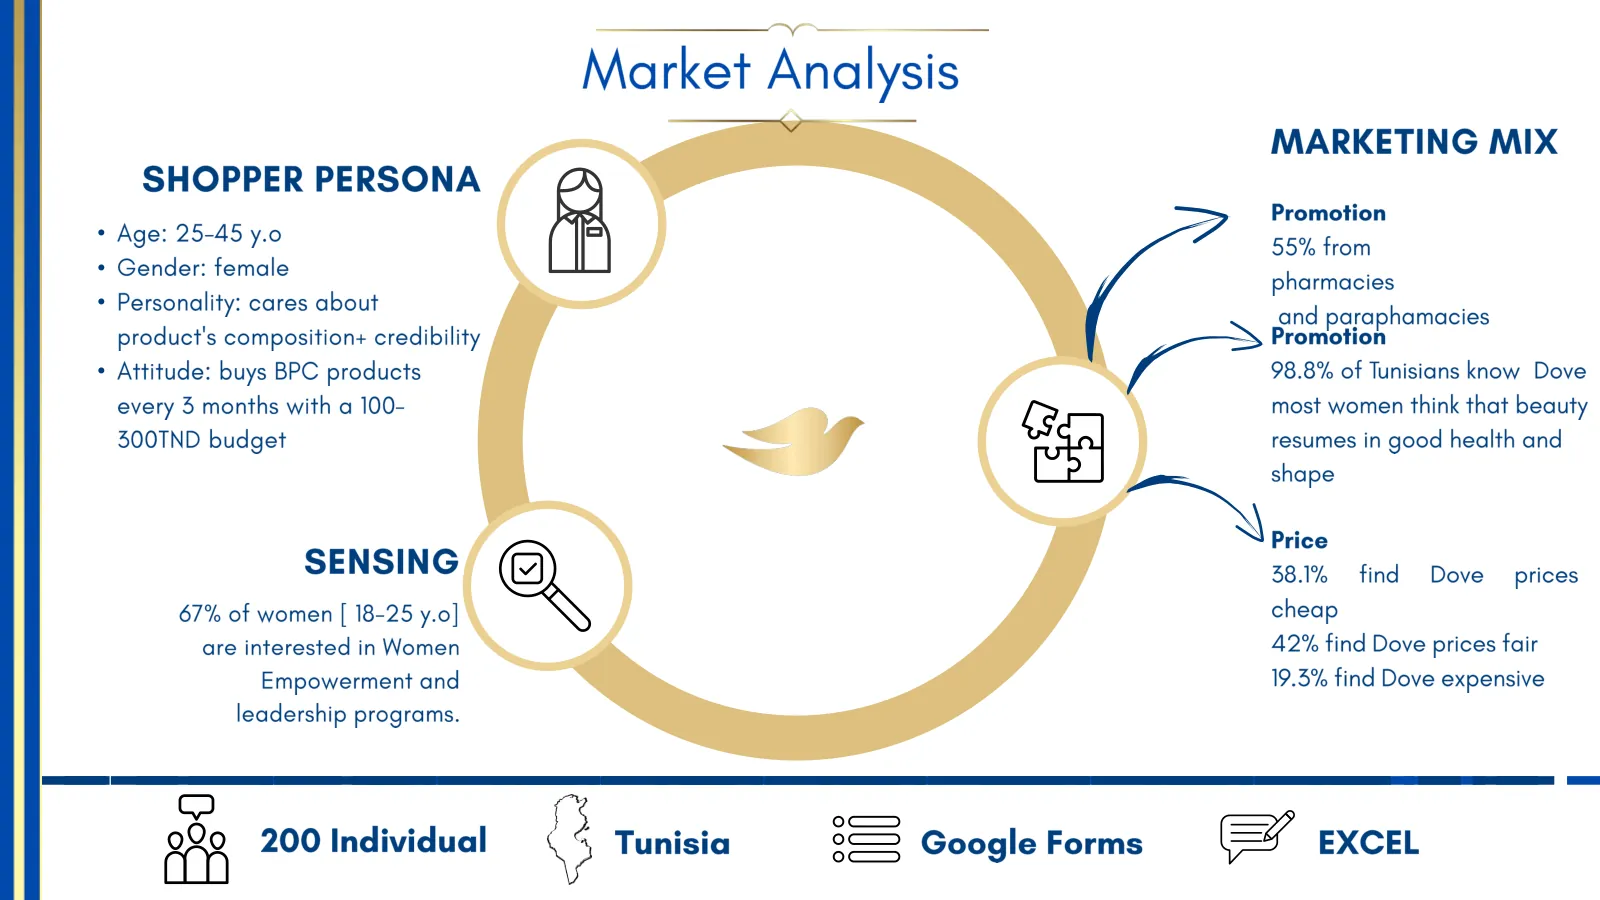 Market Analysis
SHOPPER PERSONA
• Age: 25-45 y.o
• Gender: female
• Personality: cares about
product's composition+ credibility
• Attitude: buys BPC products
every 3 months with a 100-
300TND budget
SENSING
67% of women [ 18-25 y.o]
are interested in Women
Empowerment and
leadership programs.
MARKETING MIX
Promotion
55% from
pharmacies
and paraphamacies
Promotion
98.8% of Tunisians know Dove
most women think that beauty
resumes in good health and
shape
Price
38.1% find Dove prices
cheap
42% find Dove prices fair
19.3% find Dove expensive
200 Individual
Tunisia
Google Forms
EXCEL